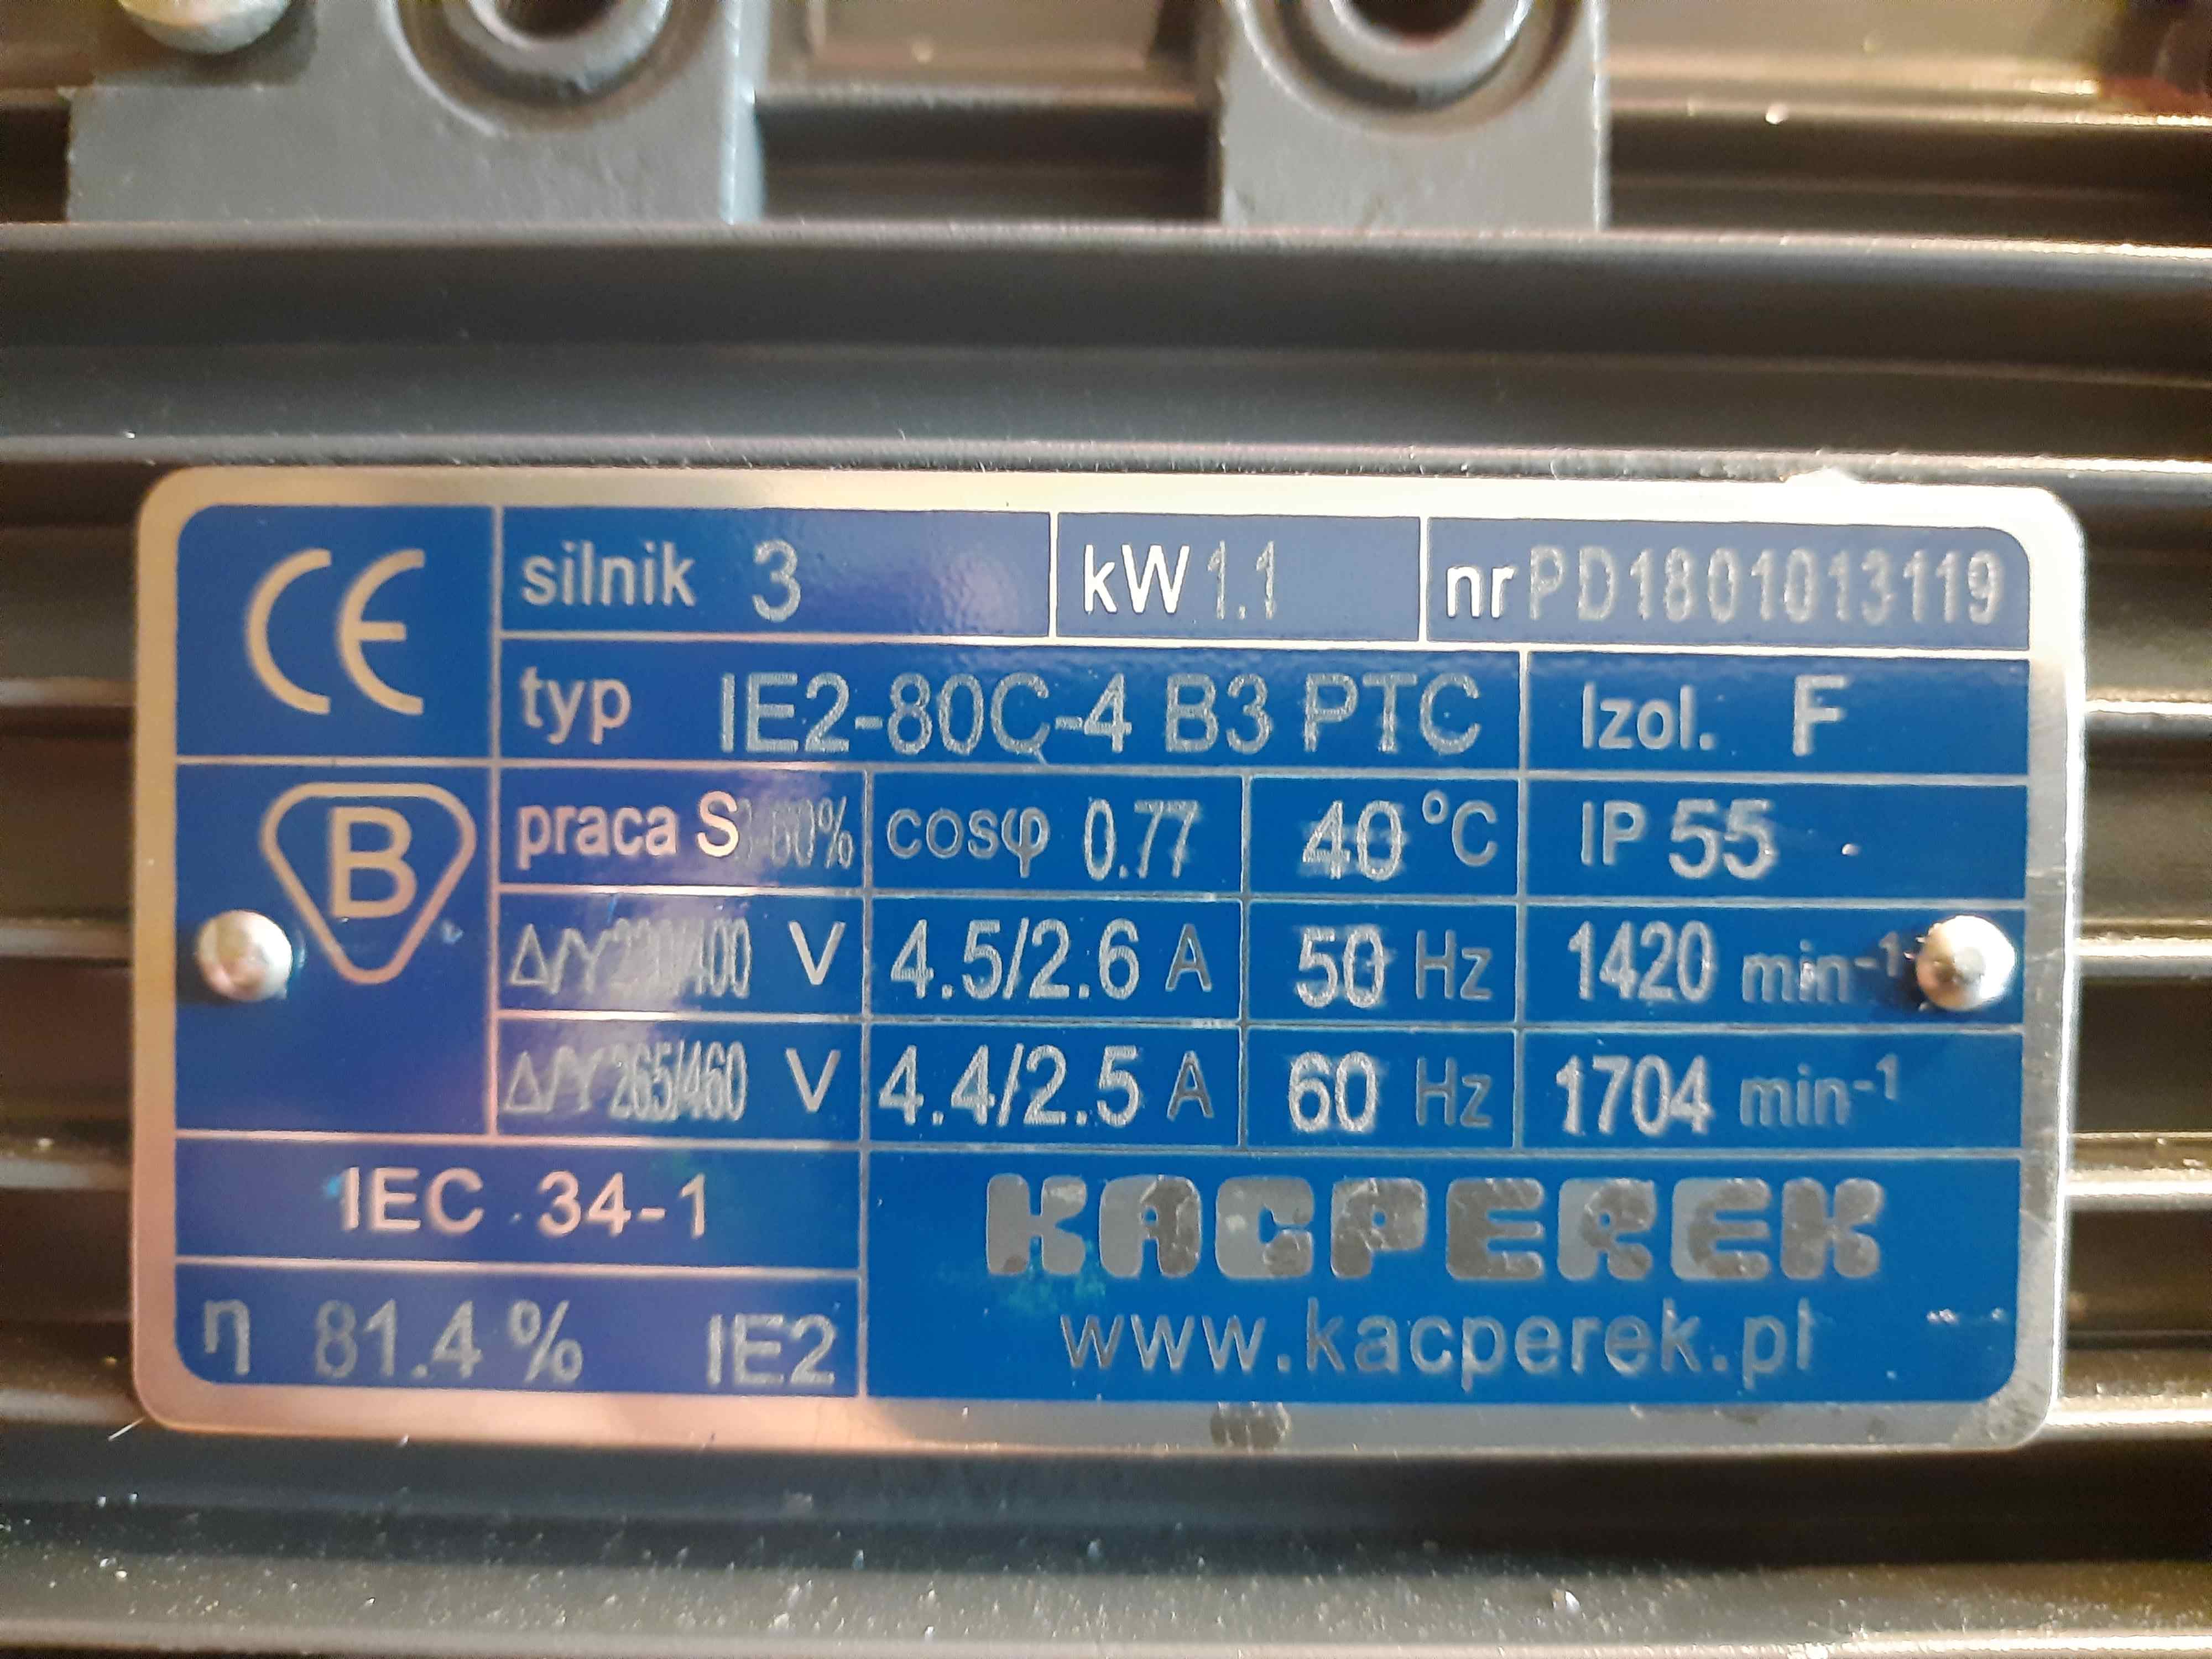 CE silnik 3 kW 1.1 nr PD1801013119
typ IE2-80C-4 B3 PTC Izol. F
B praca S 60% cosφ 0.77 40 °C IP 55
Δ/Y 230/400 V 4.5/2.6 A 50 Hz 1420 min⁻¹
Δ/Y 265/460 V 4.4/2.5 A 60 Hz 1704 min⁻¹
IEC 34-1
KACPEREK
η 81.4 % IE2
www.kacperek.pl